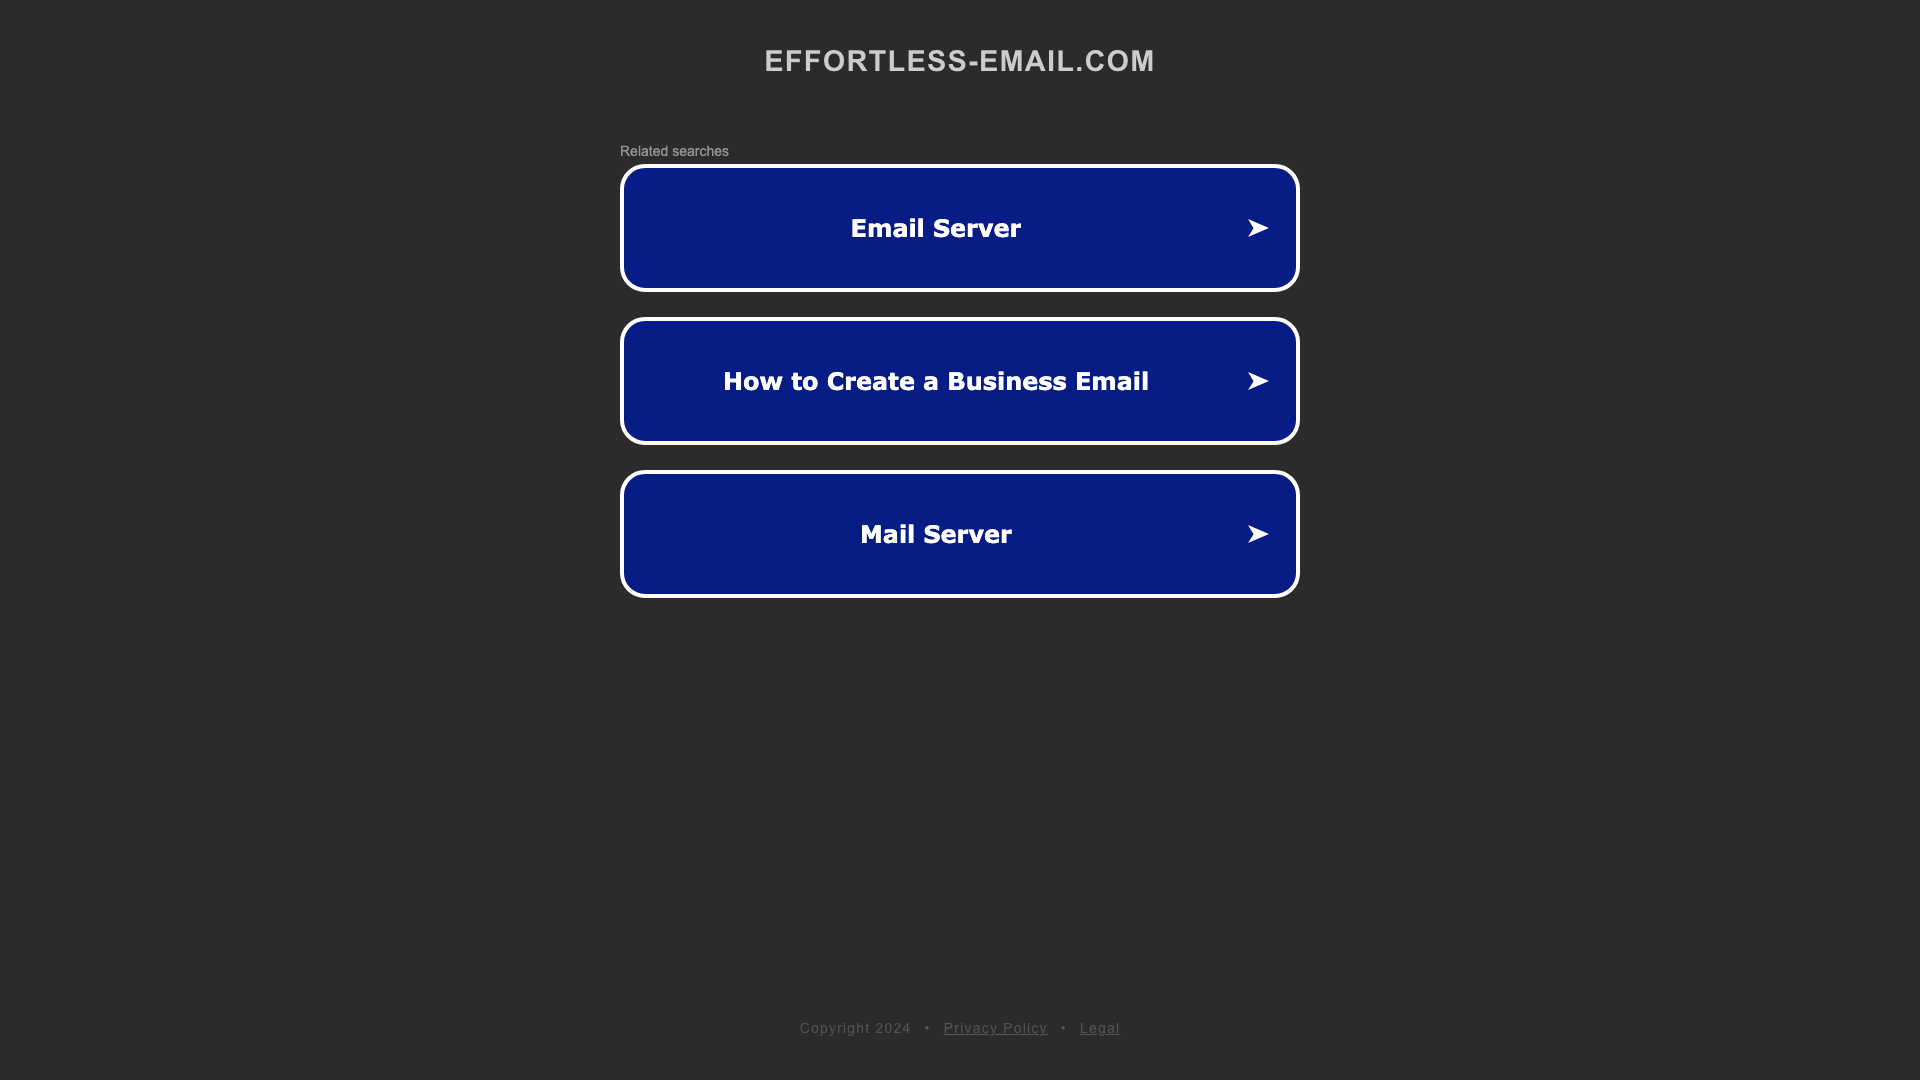 EFFORTLESS-EMAIL.COM
Related searches
Email Server
How to Create a Business Email
Mail Server
Copyright 2024 • Privacy Policy • Legal